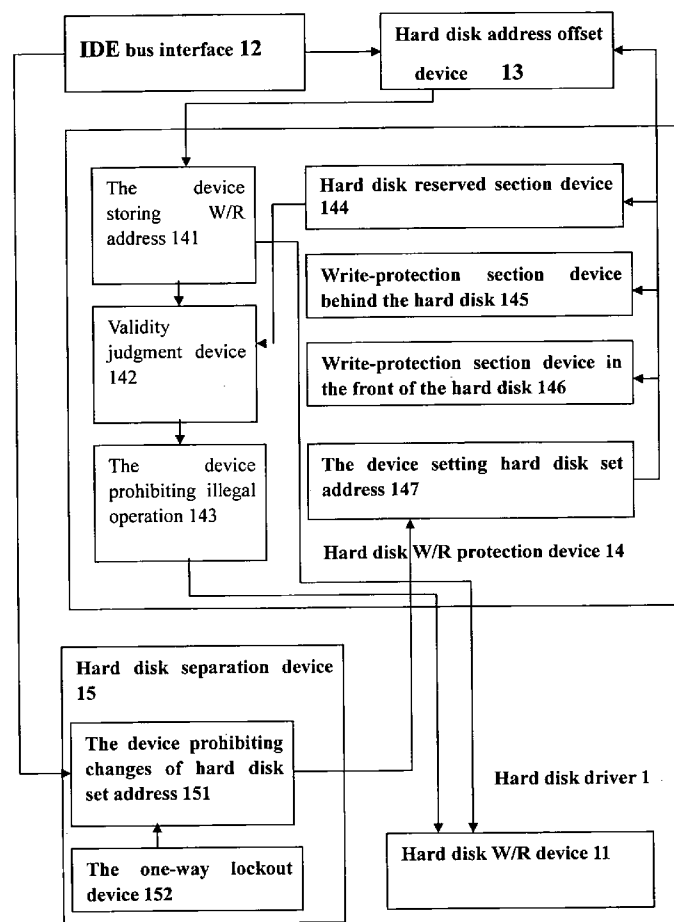 IDE bus interface 12
Hard disk address offset
device 13
The device
storing W/R
address 141
Hard disk reserved section device
144
Write-protection section device
behind the hard disk 145
Validity
judgment device
142
Write-protection section device in
the front of the hard disk 146
The device
prohibiting illegal
operation 143
The device setting hard disk set
address 147
Hard disk W/R protection device 14
Hard disk separation device
15
The device prohibiting
changes of hard disk
set address 151
Hard disk driver 1
The one-way lockout
device 152
Hard disk W/R device 11